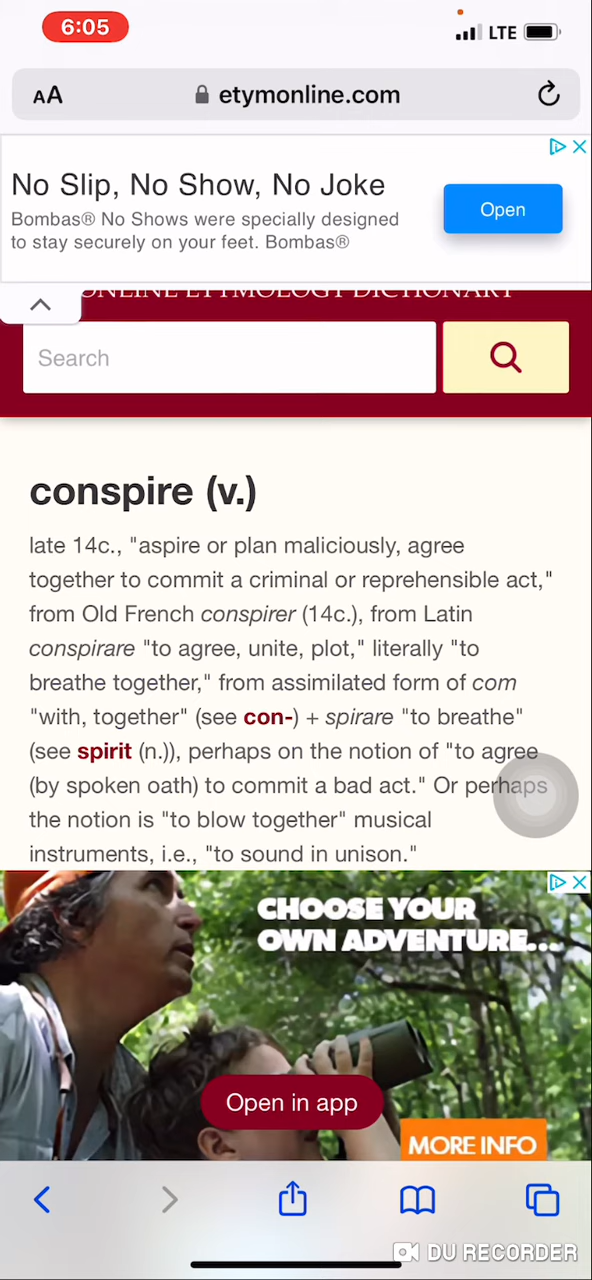 6:05
LTE
AA
etymonline.com
No Slip, No Show, No Joke
Bombas® No Shows were specially designed
to stay securely on your feet. Bombas®
Open
ONLINE ETYMOLOGY DICTIONARY
Search
conspire (v.)
late 14c., "aspire or plan maliciously, agree
together to commit a criminal or reprehensible act,"
from Old French conspirer (14c.), from Latin
conspirare "to agree, unite, plot," literally "to
breathe together," from assimilated form of com
"with, together" (see con-) + spirare "to breathe"
(see spirit (n.)), perhaps on the notion of "to agree
(by spoken oath) to commit a bad act." Or perhaps
the notion is "to blow together" musical
instruments, i.e., "to sound in unison."
CHOOSE YOUR
OWN ADVENTURE...
Open in app
MORE INFO
DU RECORDER